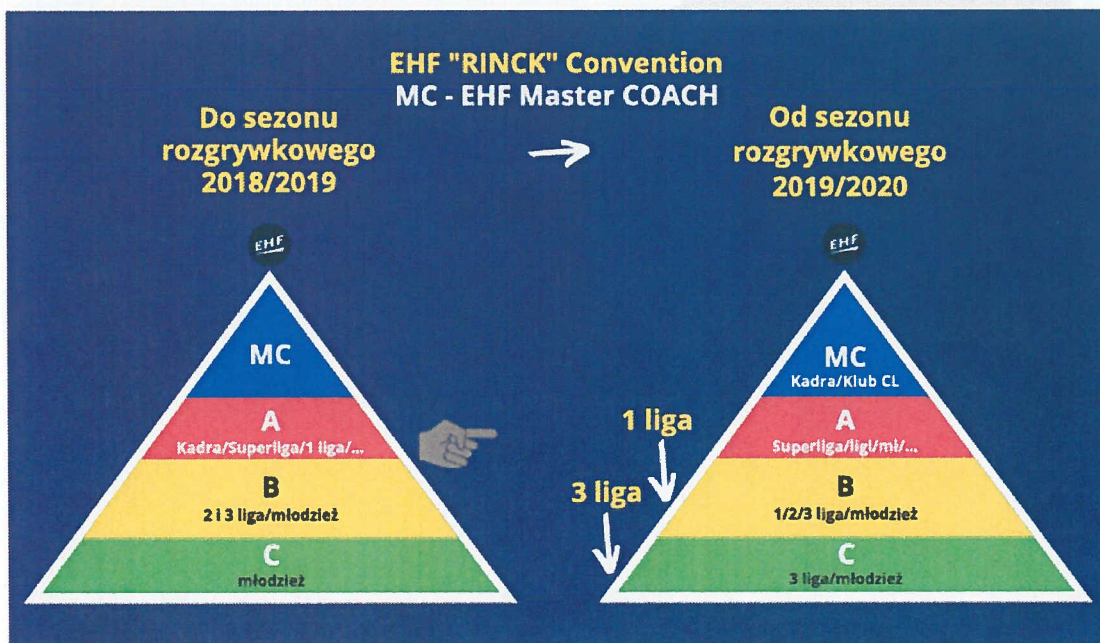 EHF "RINCK" Convention
MC - EHF Master COACH
Do sezonu
rozgrywkowego
2018/2019
Od sezonu
rozgrywkowego
2019/2020
EHF
MC
A
Kadra/Superliga/1 liga/...
B
2 i 3 liga/młodzież
C
młodzież
1 liga
3 liga
EHF
MC
Kadra/Klub CL
A
Superliga/ligi/mł/...
B
1/2/3 liga/młodzież
C
3 liga/młodzież